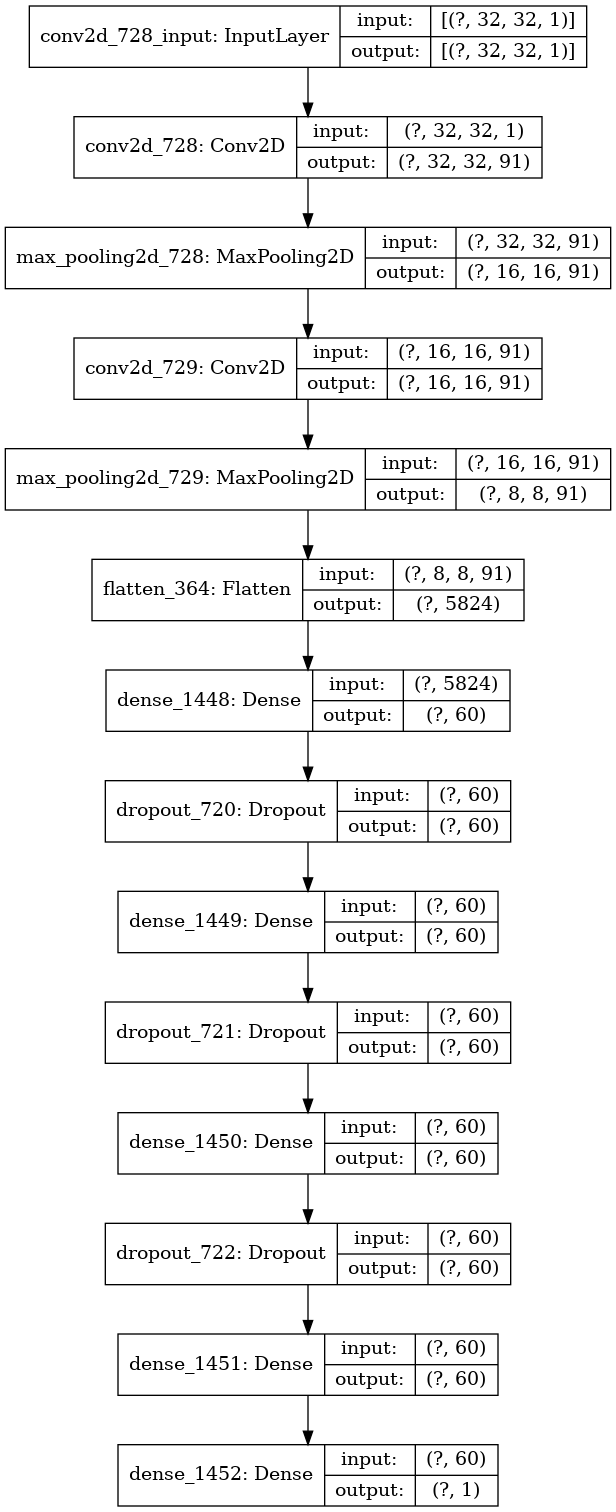 conv2d_728_input: InputLayer
input: [(?, 32, 32, 1)]
output: [(?, 32, 32, 1)]
conv2d_728: Conv2D
input: (?, 32, 32, 1)
output: (?, 32, 32, 91)
max_pooling2d_728: MaxPooling2D
input: (?, 32, 32, 91)
output: (?, 16, 16, 91)
conv2d_729: Conv2D
input: (?, 16, 16, 91)
output: (?, 16, 16, 91)
max_pooling2d_729: MaxPooling2D
input: (?, 16, 16, 91)
output: (?, 8, 8, 91)
flatten_364: Flatten
input: (?, 8, 8, 91)
output: (?, 5824)
dense_1448: Dense
input: (?, 5824)
output: (?, 60)
dropout_720: Dropout
input: (?, 60)
output: (?, 60)
dense_1449: Dense
input: (?, 60)
output: (?, 60)
dropout_721: Dropout
input: (?, 60)
output: (?, 60)
dense_1450: Dense
input: (?, 60)
output: (?, 60)
dropout_722: Dropout
input: (?, 60)
output: (?, 60)
dense_1451: Dense
input: (?, 60)
output: (?, 60)
dense_1452: Dense
input: (?, 60)
output: (?, 1)